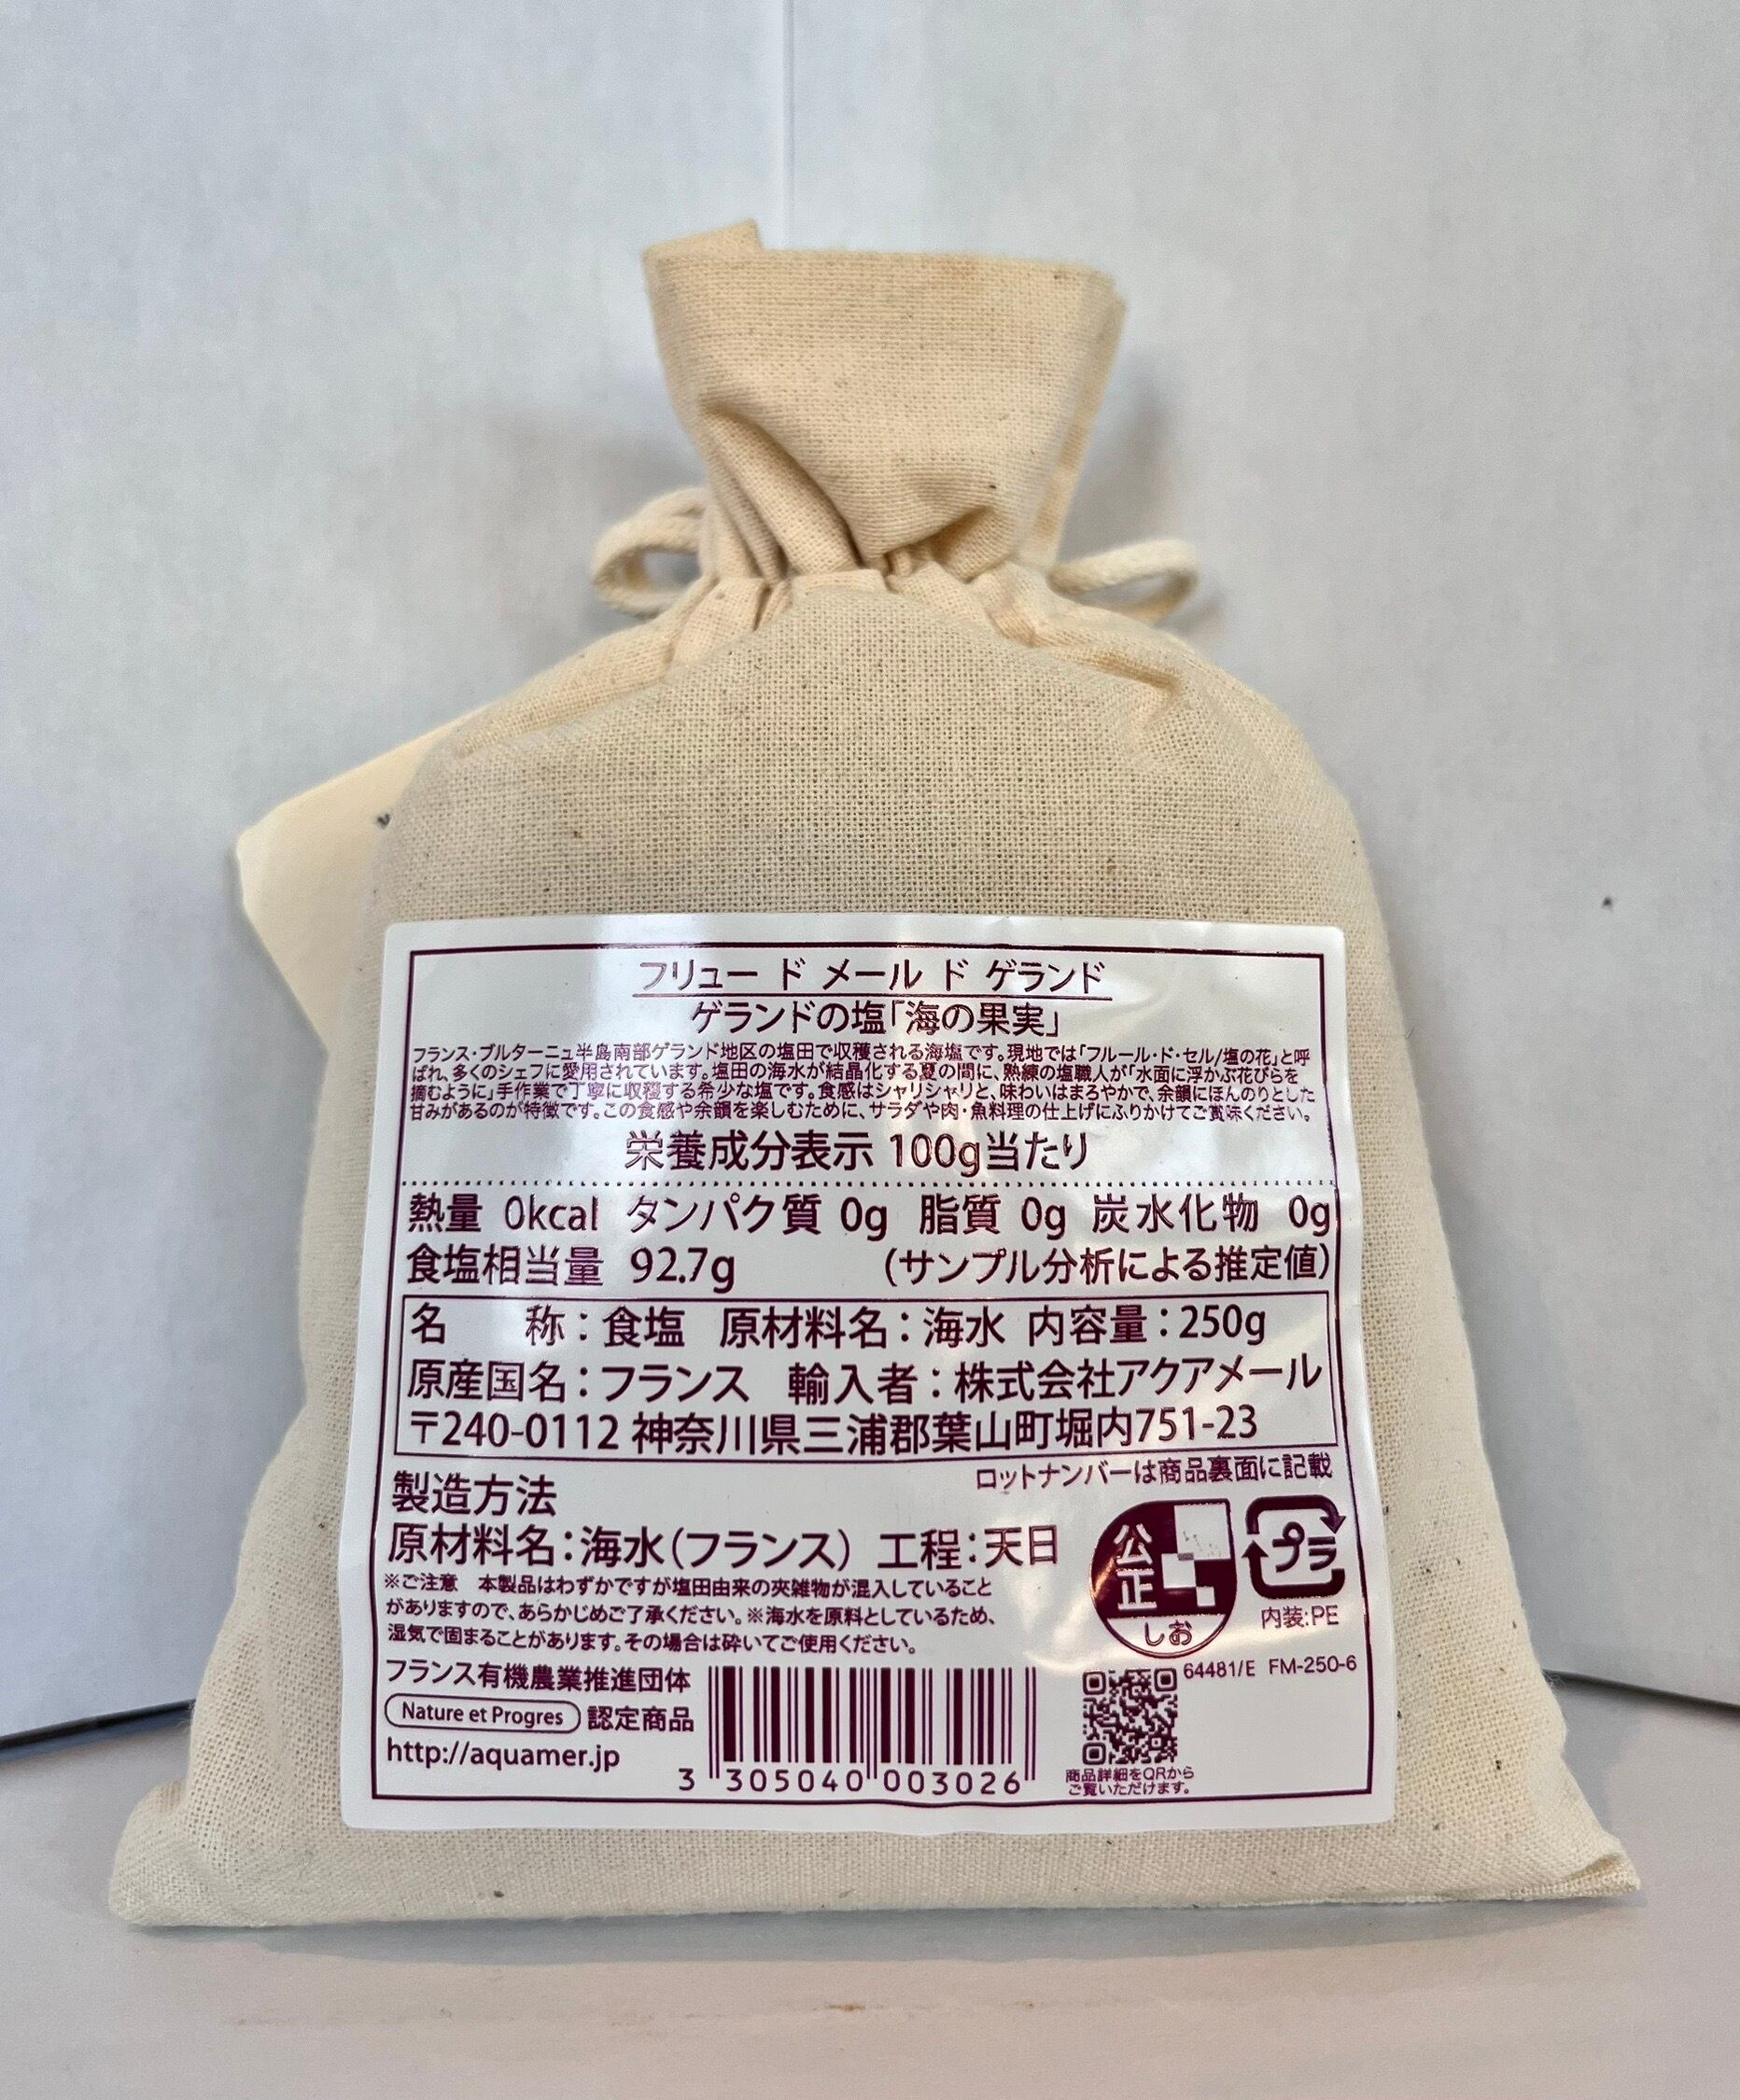 フリュー ド メール ド ゲランド
ゲランドの塩「海の果実」
フランス・ブルターニュ半島南部ゲランド地区の塩田で収穫される海塩です。現地では「フルール・ド・セル/塩の花」と呼
ばれ、多くのシェフに愛用されています。塩田の海水が結晶化する夏の間に、熟練の塩職人が「水面に浮かぶ花びらを
摘むように」手作業で丁寧に収穫する希少な塩です。食感はシャリシャリと、味わいはまろやかで、余韻にほんのりとした
甘みがあるのが特徴です。この食感や余韻を楽しむために、サラダや肉・魚料理の仕上げにふりかけてご賞味ください。
栄養成分表示 100g当たり
熱量 0kcal タンパク質 0g 脂質 0g 炭水化物 0g
食塩相当量 92.7g (サンプル分析による推定値)
名 称：食塩 原材料名：海水 内容量：250g
原産国名：フランス 輸入者：株式会社アクアメール
〒240-0112 神奈川県三浦郡葉山町堀内751-23
ロットナンバーは商品裏面に記載
製造方法
原材料名：海水（フランス） 工程：天日
※ご注意 本製品はわずかですが塩田由来の夾雑物が混入していること
がありますので、あらかじめご了承ください。※海水を原料としているため、
湿気で固まることがあります。その場合は砕いてご使用ください。
公正
しお
プラ
内装:PE
64481/E FM-250-6
フランス有機農業推進団体
Nature et Progres 認定商品
http://aquamer.jp
3 305040 003026
商品詳細をQRから
ご覧いただけます。